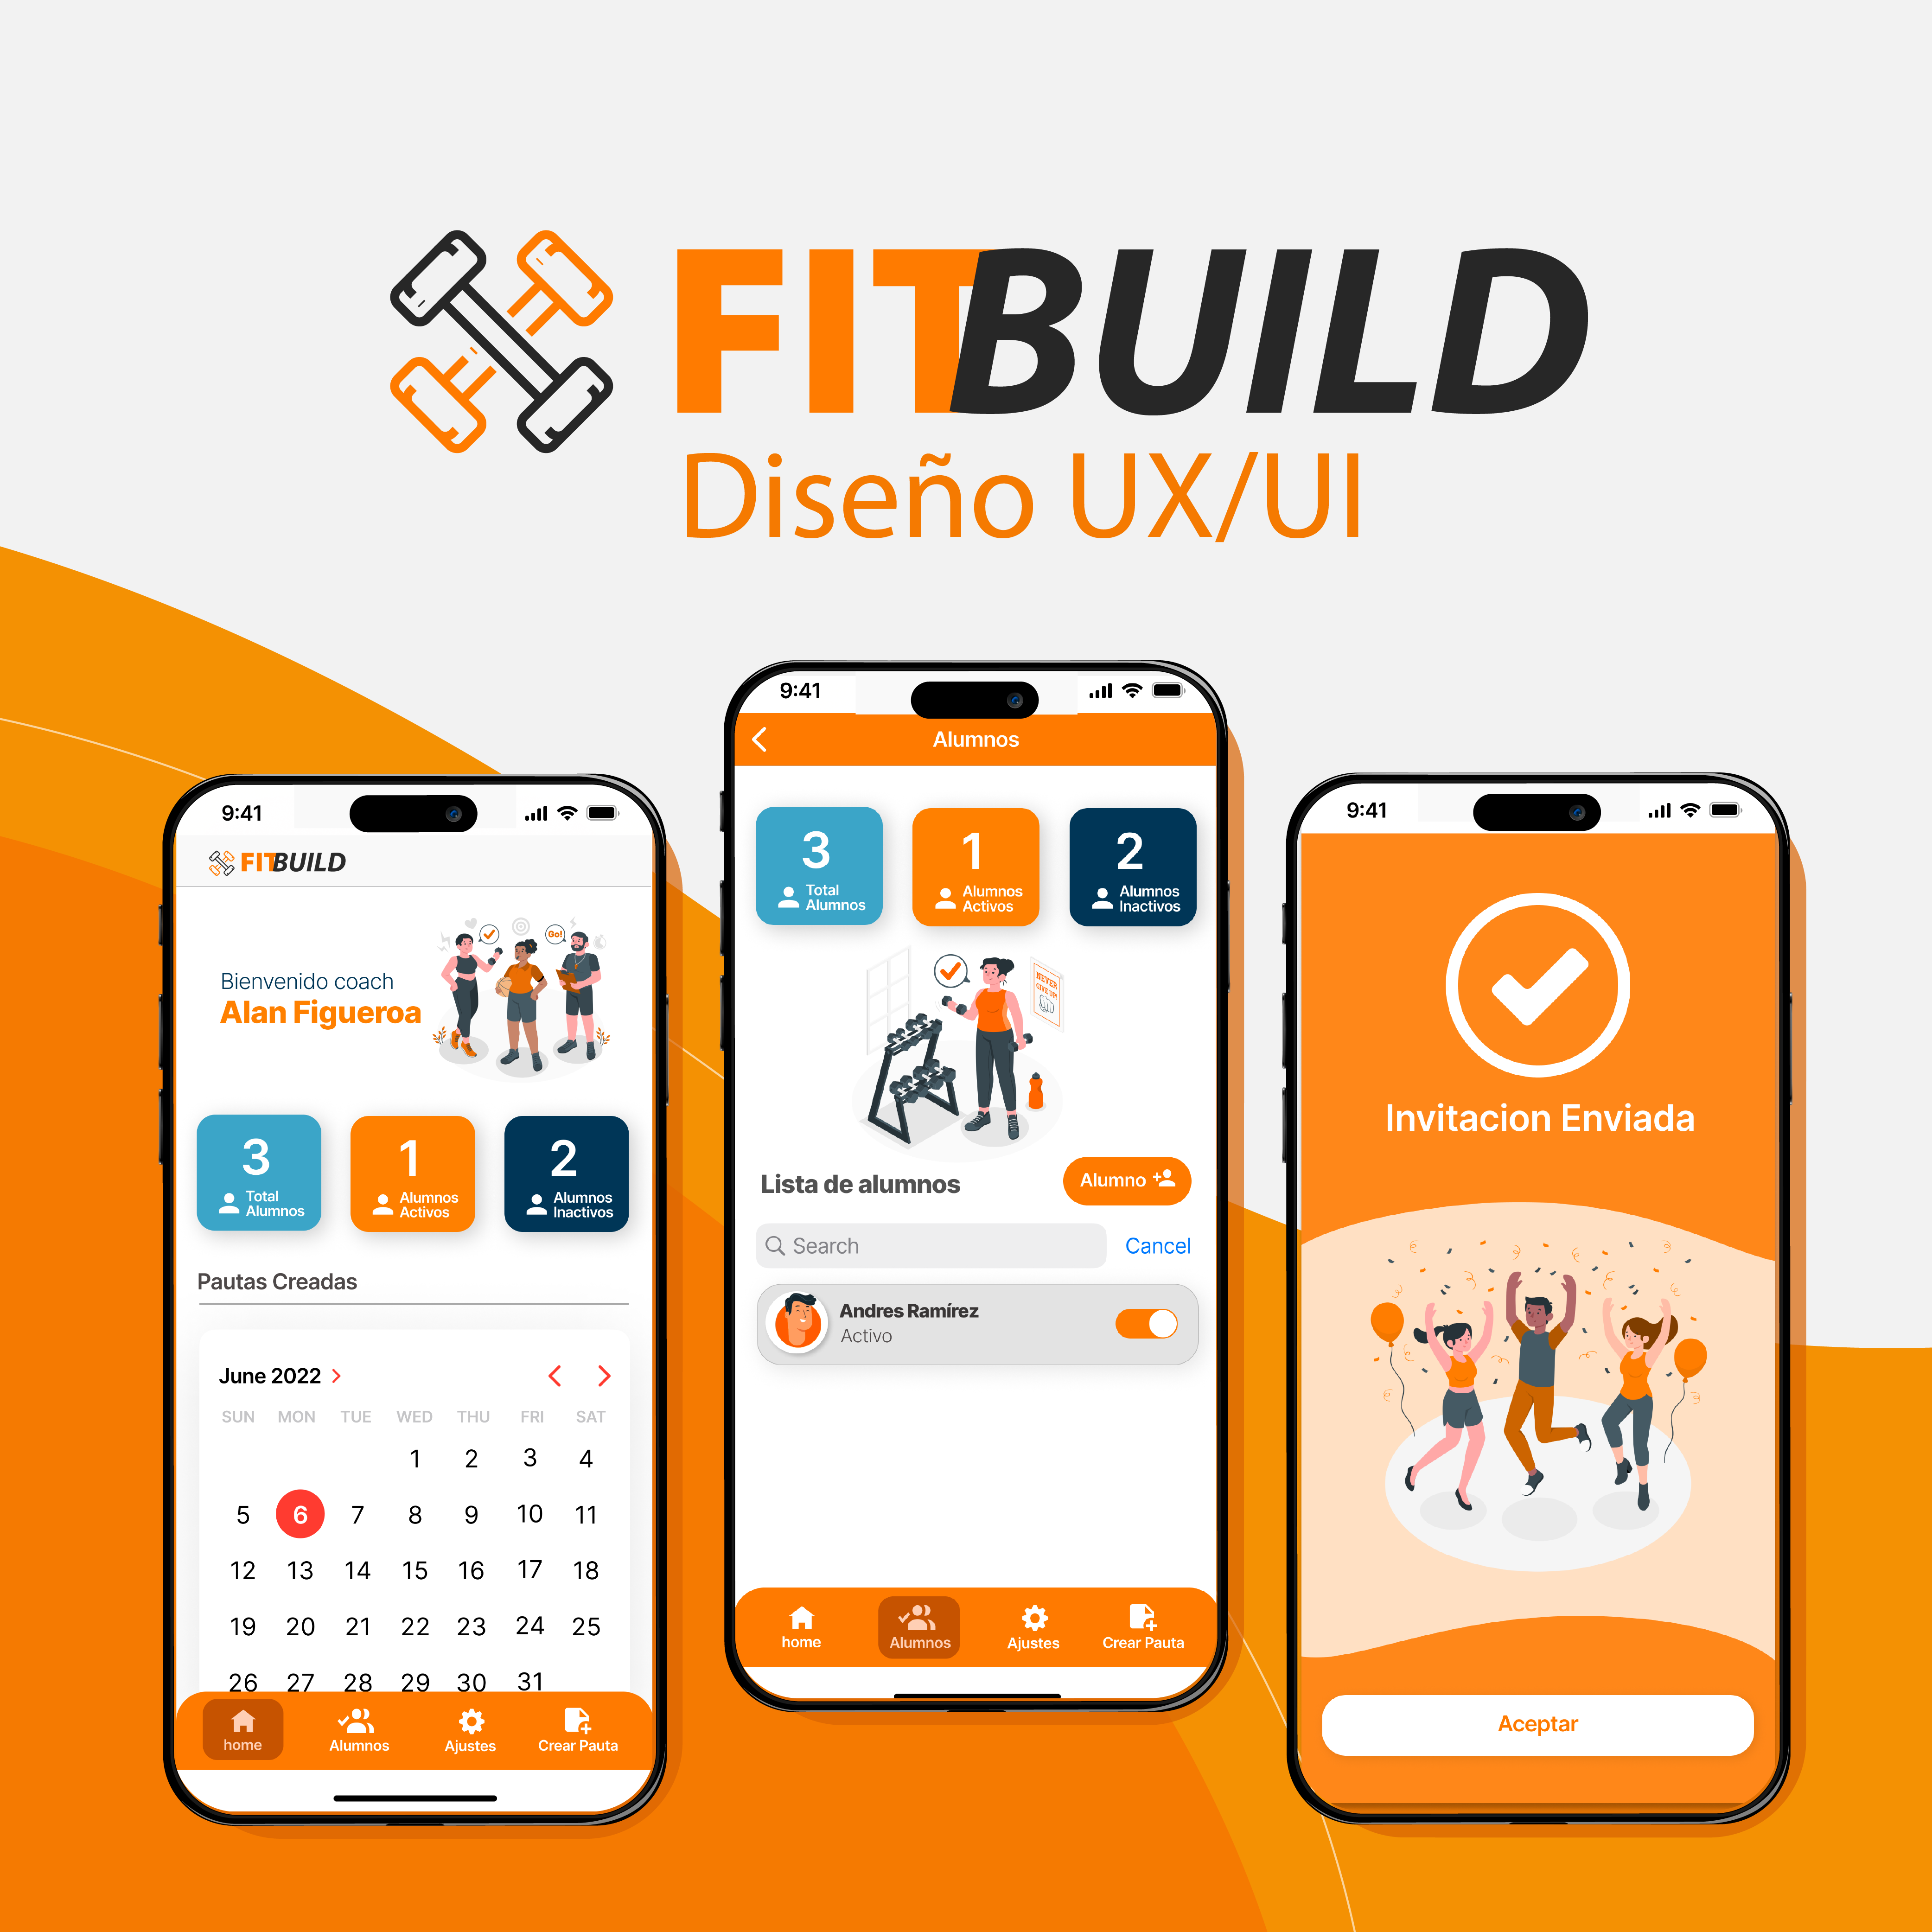 FITBUILD
Diseño UX/UI
9:41
FITBUILD
Go!
Bienvenido coach
Alan Figueroa
3
Total
Alumnos
1
Alumnos
Activos
2
Alumnos
Inactivos
Pautas Creadas
June 2022
SUN MON TUE WED THU FRI SAT
1 2 3 4
5 6 7 8 9 10 11
12 13 14 15 16 17 18
19 20 21 22 23 24 25
26 27 28 29 30 31
home Alumnos Ajustes Crear Pauta
9:41
Alumnos
3
Total
Alumnos
1
Alumnos
Activos
2
Alumnos
Inactivos
NEVER
GIVE UP!
Lista de alumnos
Alumno
Search
Cancel
Andres Ramírez
Activo
home Alumnos Ajustes Crear Pauta
9:41
Invitacion Enviada
Aceptar